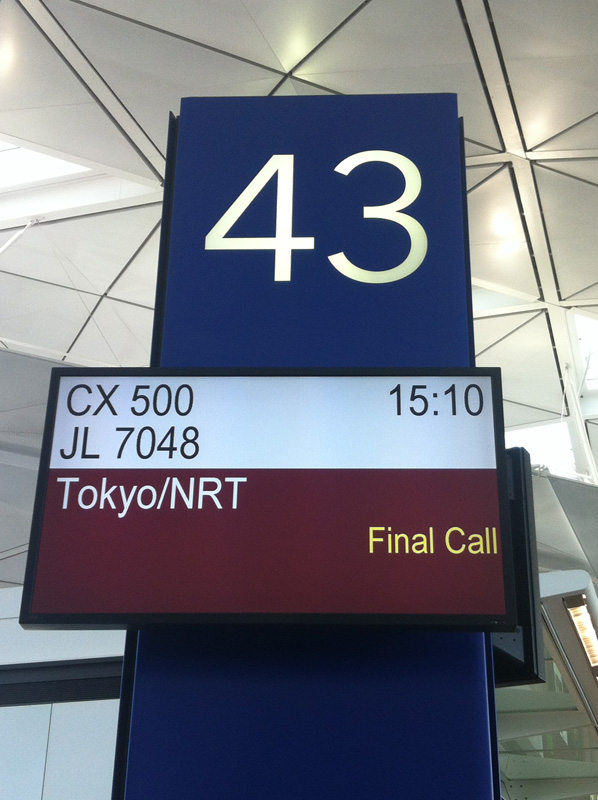 43
CX 500 15:10
JL 7048
Tokyo/NRT
Final Call